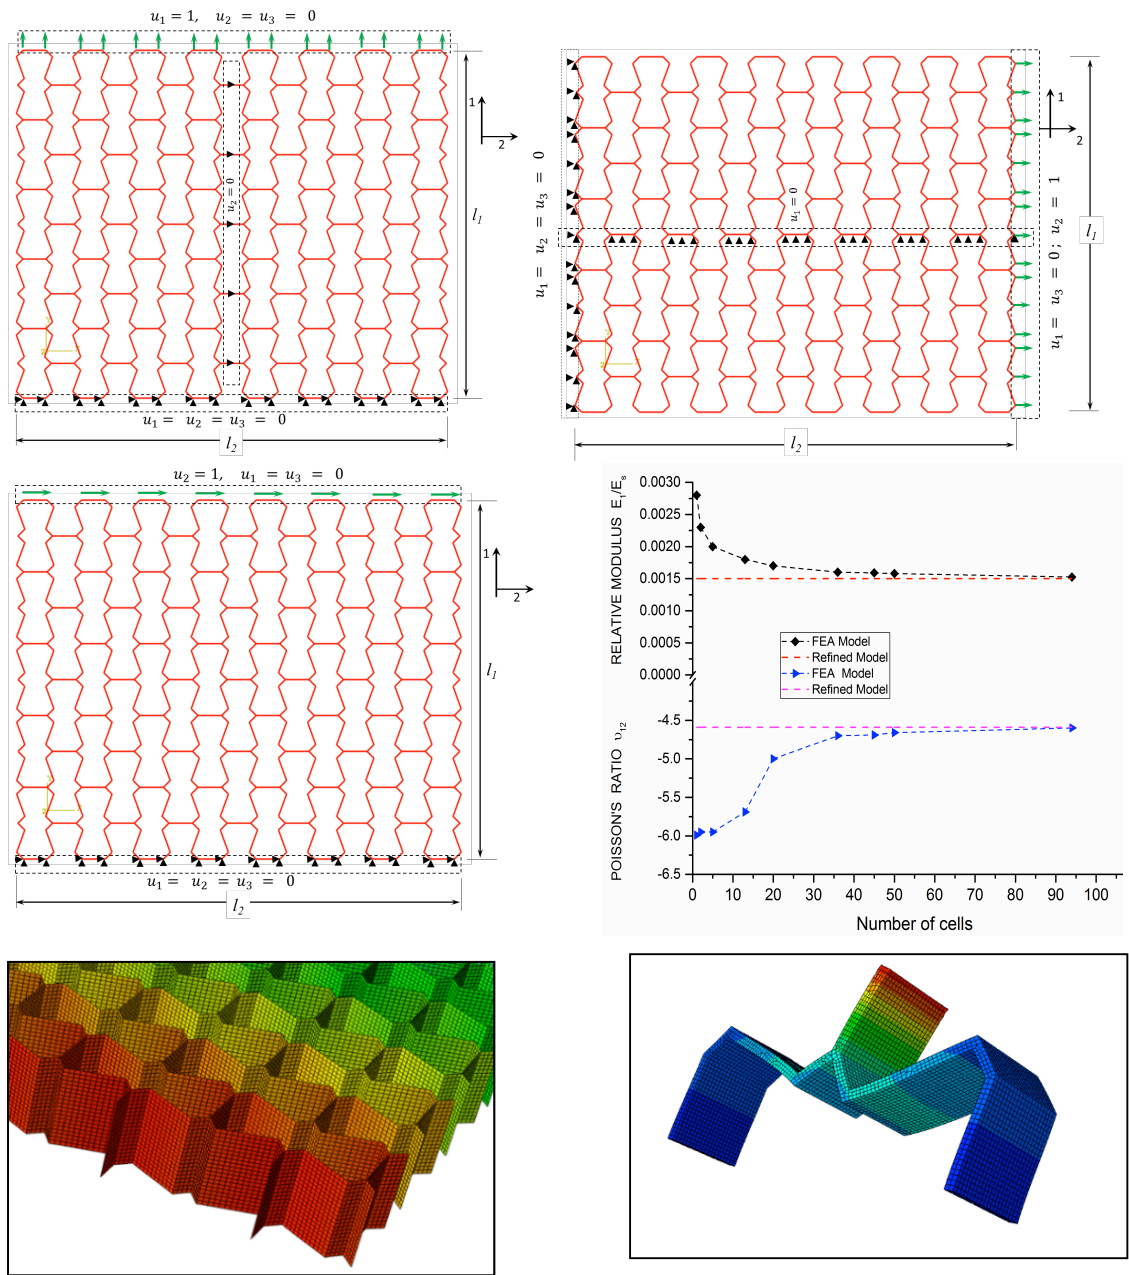 u₁ = 1, u₂ = u₃ = 0
1
2
l₁
u₂ = 0
u₁ = u₂ = u₃ = 0
l₂
1
2
u₁ = u₂ = u₃ = 0
u₁ = 0
u₁ = u₃ = 0; u₂ = 1
l₁
l₂
u₂ = 1, u₁ = u₃ = 0
1
2
l₁
u₁ = u₂ = u₃ = 0
l₂
RELATIVE MODULUS E₁/Eₛ
0.0030
0.0025
0.0020
0.0015
0.0010
0.0005
0.0000
FEA Model
Refined Model
FEA Model
Refined Model
POISSON'S RATIO υ₁₂
-4.5
-5.0
-5.5
-6.0
-6.5
0 10 20 30 40 50 60 70 80 90 100
Number of cells